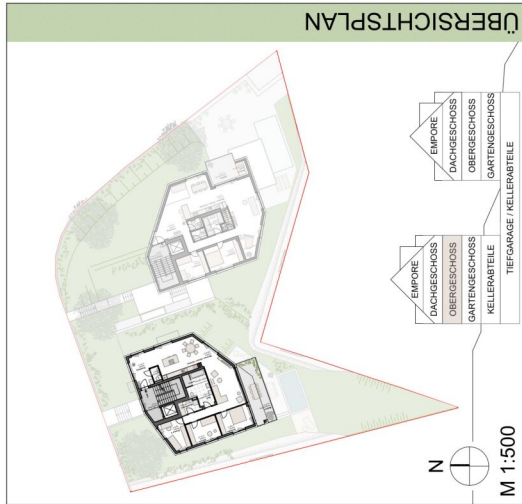 ÜBERSICHTSPLAN
EMPORE
DACHGESCHOSS
OBERGESCHOSS
GARTENGESCHOSS
TIEFGARAGE / KELLERABTEILE
EMPORE
DACHGESCHOSS
OBERGESCHOSS
GARTENGESCHOSS
KELLERABTEILE
N
M 1:500